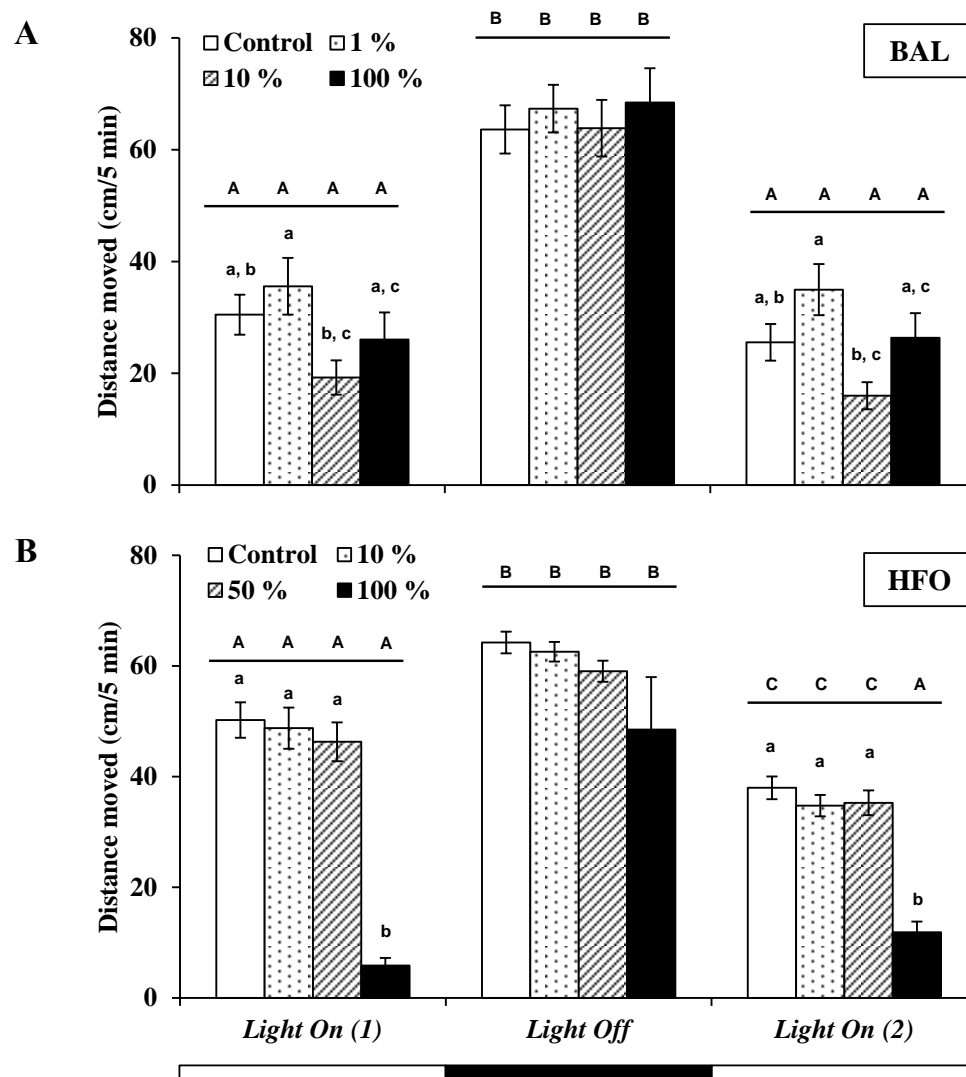 A
Control 1 %
10 % 100 %
BAL
B B B B
A A A A
A A A A
a, b a b, c a, c
a, b a b, c a, c
Distance moved (cm/5 min)
80
60
40
20
0
B
Control 10 %
50 % 100 %
HFO
B B B B
A A A A
C C C A
a a a b
a a a b
Distance moved (cm/5 min)
80
60
40
20
0
Light On (1) Light Off Light On (2)